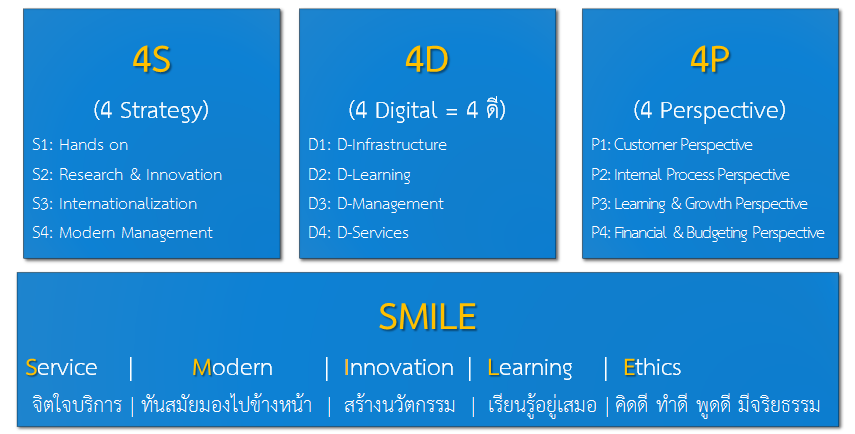 4S
(4 Strategy)
S1: Hands on
S2: Research & Innovation
S3: Internationalization
S4: Modern Management
4D
(4 Digital = 4 ดี)
D1: D-Infrastructure
D2: D-Learning
D3: D-Management
D4: D-Services
4P
(4 Perspective)
P1: Customer Perspective
P2: Internal Process Perspective
P3: Learning & Growth Perspective
P4: Financial & Budgeting Perspective
SMILE
Service | Modern | Innovation | Learning | Ethics
จิตใจบริการ | ทันสมัยมองไปข้างหน้า | สร้างนวัตกรรม | เรียนรู้อยู่เสมอ | คิดดี ทำดี พูดดี มีจริยธรรม